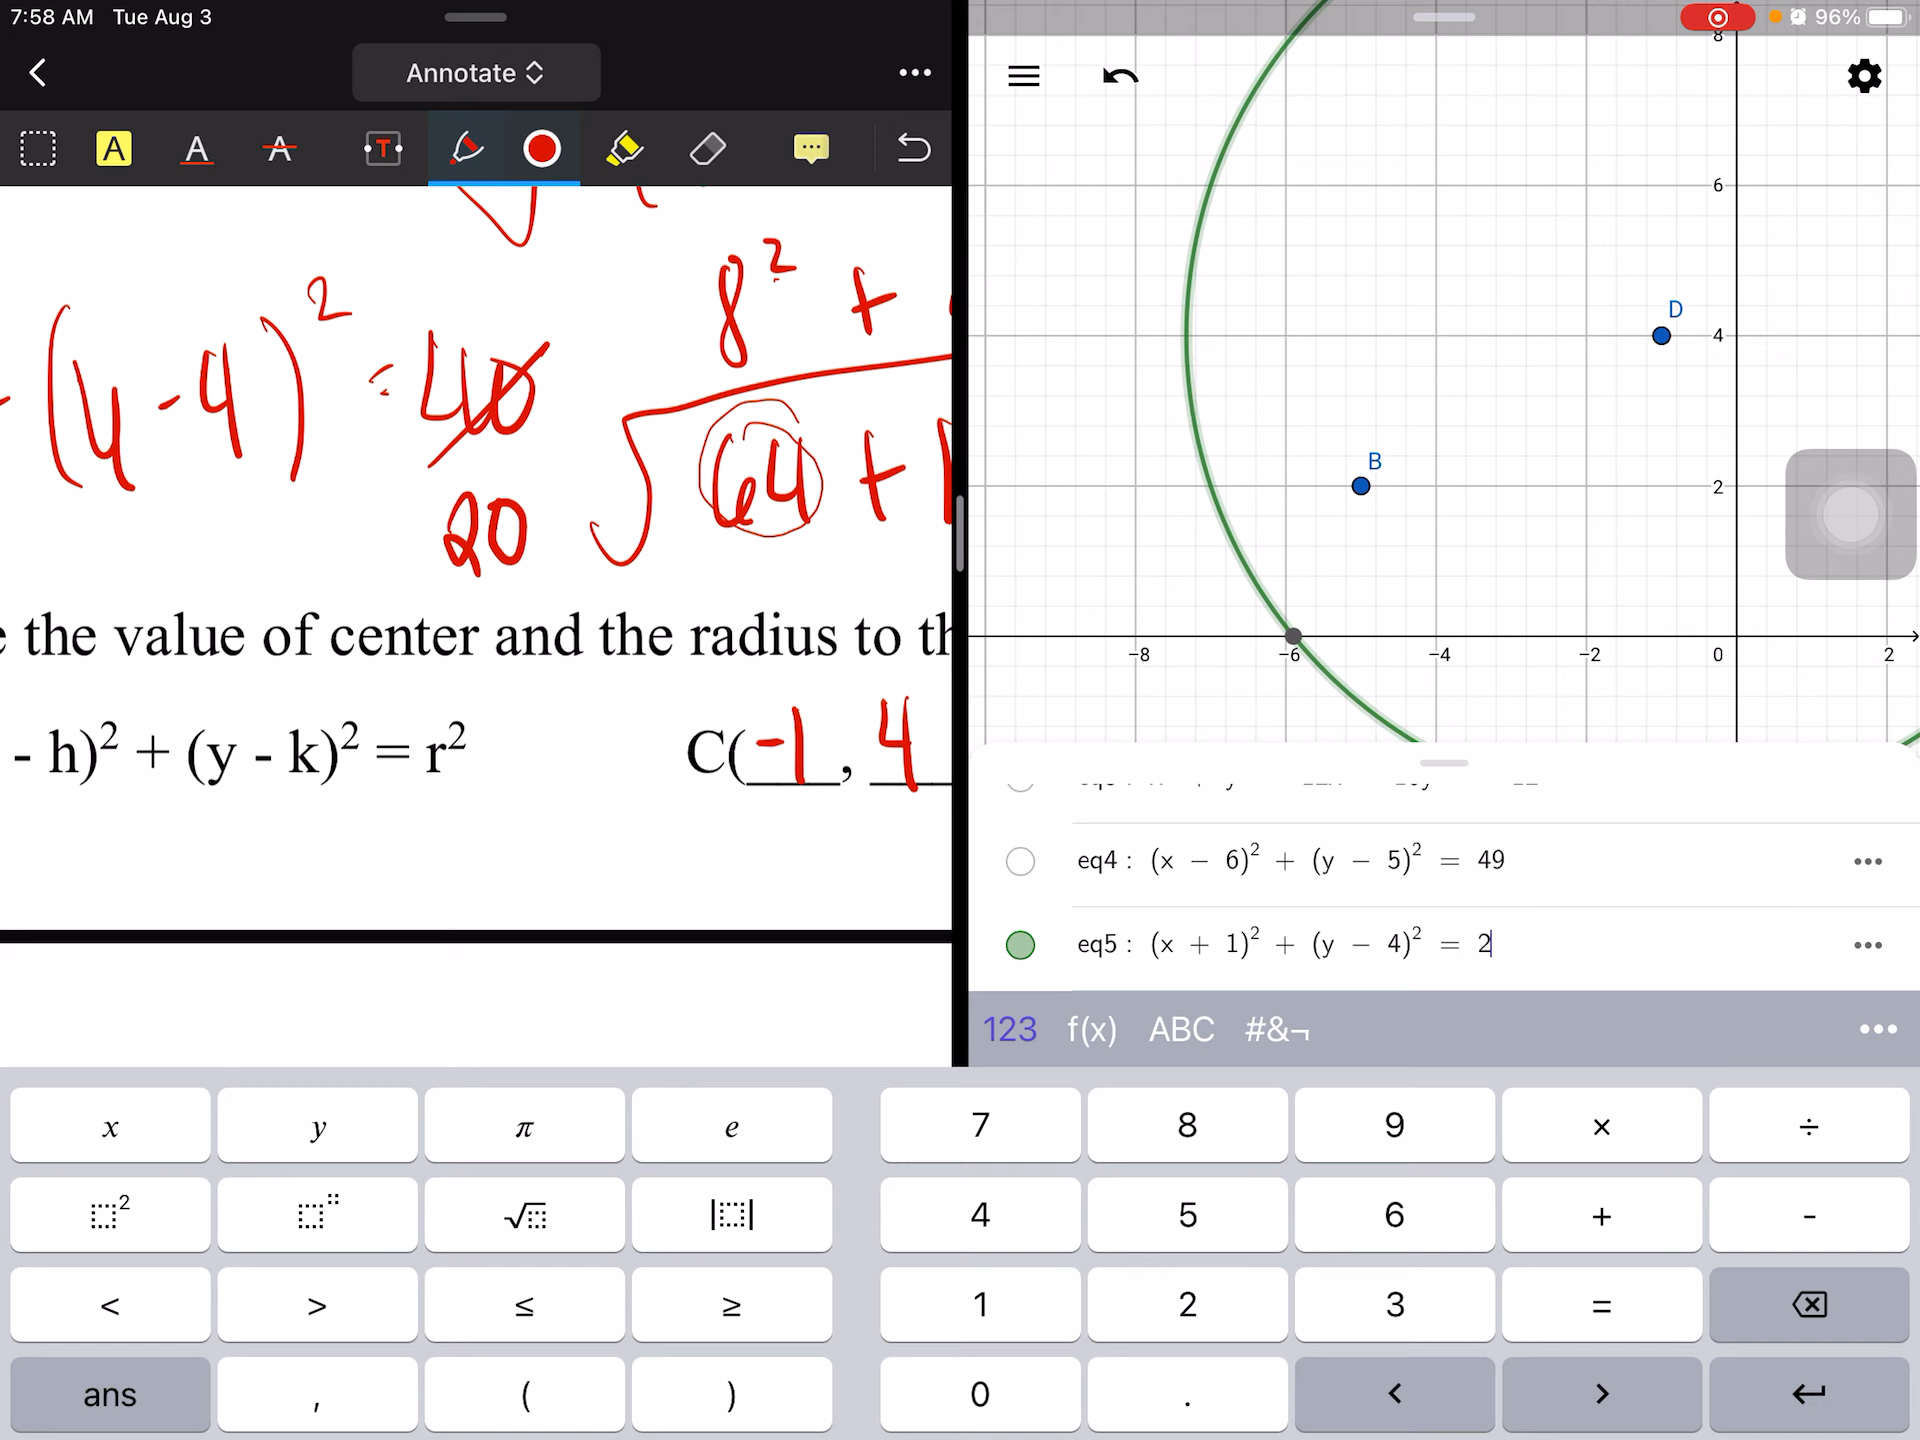 7:58 AM Tue Aug 3
96%
Annotate
A A A T
8² +
(y - 4)² = 40
√64 +
20
the value of center and the radius to th
- h)² + (y - k)² = r²
C(-1, 4
8
6
D
4
B
2
−8 −6 −4 −2 0 2
eq4 : (x − 6)² + (y − 5)² = 49
eq5 : (x + 1)² + (y − 4)² = 2
123 f(x) ABC #&¬
x y π e 7 8 9 × ÷
² √ | | 4 5 6 + -
< > ≤ ≥ 1 2 3 =
ans , ( ) 0 . < >